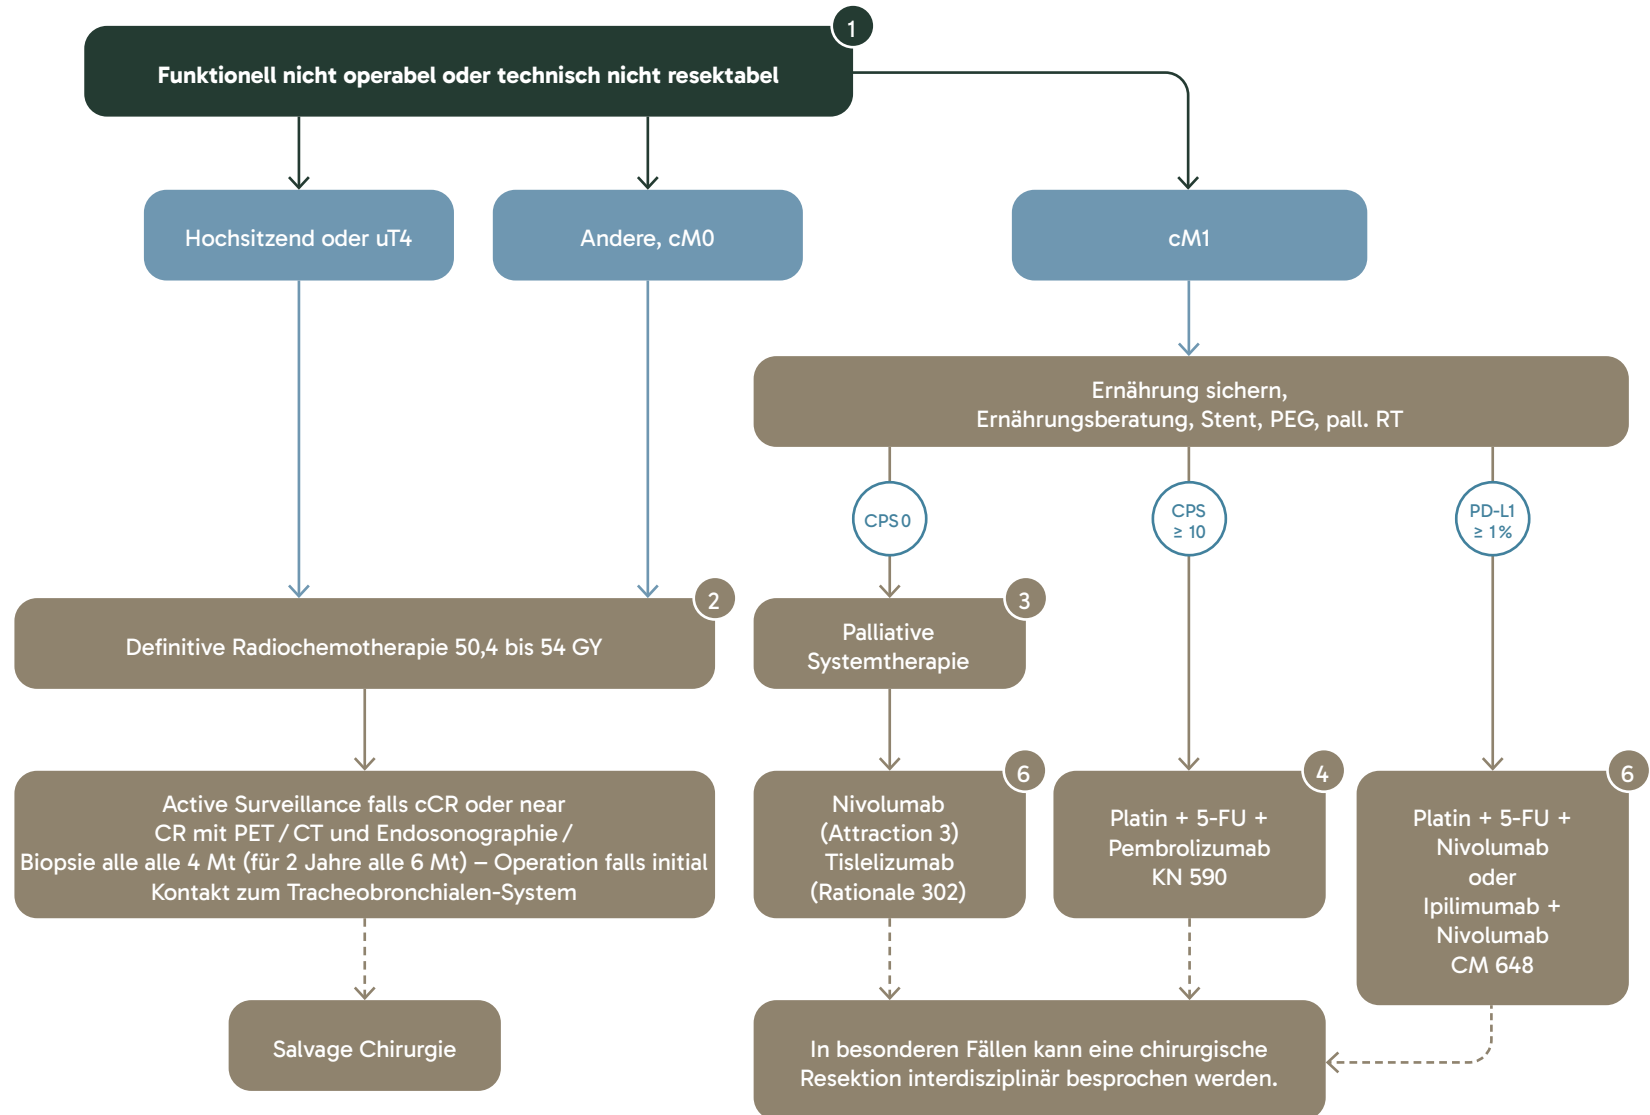 1
Funktionell nicht operabel oder technisch nicht resektabel
Hochsitzend oder uT4
Andere, cM0
cM1
Ernährung sichern,
Ernährungsberatung, Stent, PEG, pall. RT
CPS 0
CPS
≥ 10
PD-L1
≥ 1 %
2
Definitive Radiochemotherapie 50,4 bis 54 GY
3
Palliative
Systemtherapie
Active Surveillance falls cCR oder near
CR mit PET / CT und Endosonographie /
Biopsie alle alle 4 Mt (für 2 Jahre alle 6 Mt) – Operation falls initial
Kontakt zum Tracheobronchialen-System
6
Nivolumab
(Attraction 3)
Tislelizumab
(Rationale 302)
4
Platin + 5-FU +
Pembrolizumab
KN 590
6
Platin + 5-FU +
Nivolumab
oder
Ipilimumab +
Nivolumab
CM 648
Salvage Chirurgie
In besonderen Fällen kann eine chirurgische
Resektion interdisziplinär besprochen werden.